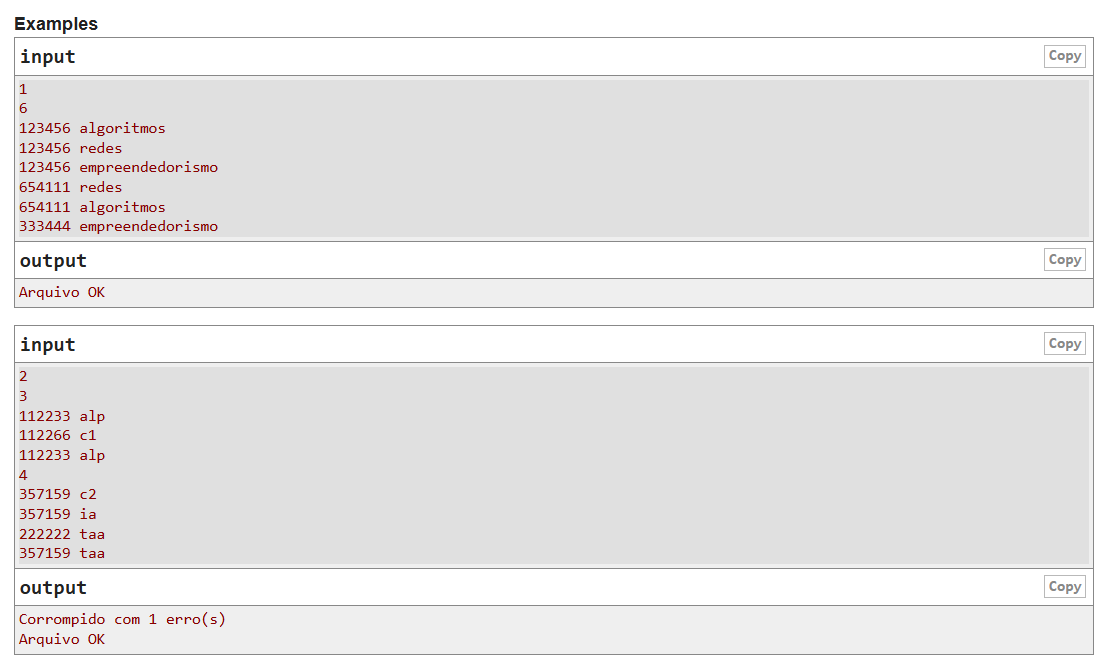 Examples
input
Copy
1
6
123456 algoritmos
123456 redes
123456 empreendedorismo
654111 redes
654111 algoritmos
333444 empreendedorismo
output
Copy
Arquivo OK
input
Copy
2
3
112233 alp
112266 c1
112233 alp
4
357159 c2
357159 ia
222222 taa
357159 taa
output
Copy
Corrompido com 1 erro(s)
Arquivo OK